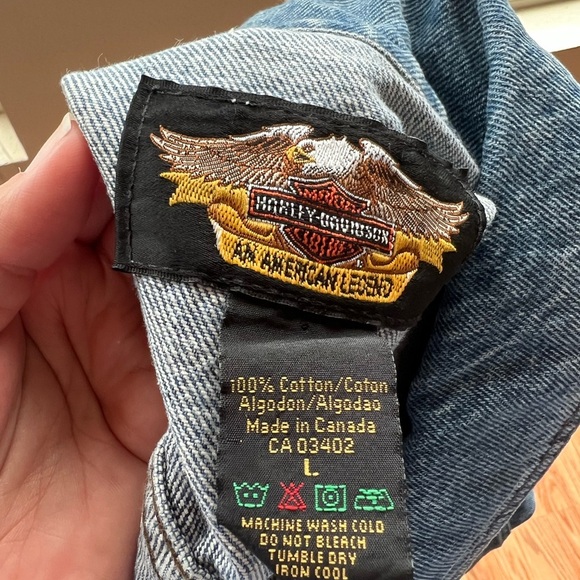 HARLEY-DAVIDSON
AN AMERICAN LEGEND
100% Cotton/Coton
Algodon/Algodao
Made in Canada
CA 03402
L
MACHINE WASH COLD
DO NOT BLEACH
TUMBLE DRY
IRON COOL